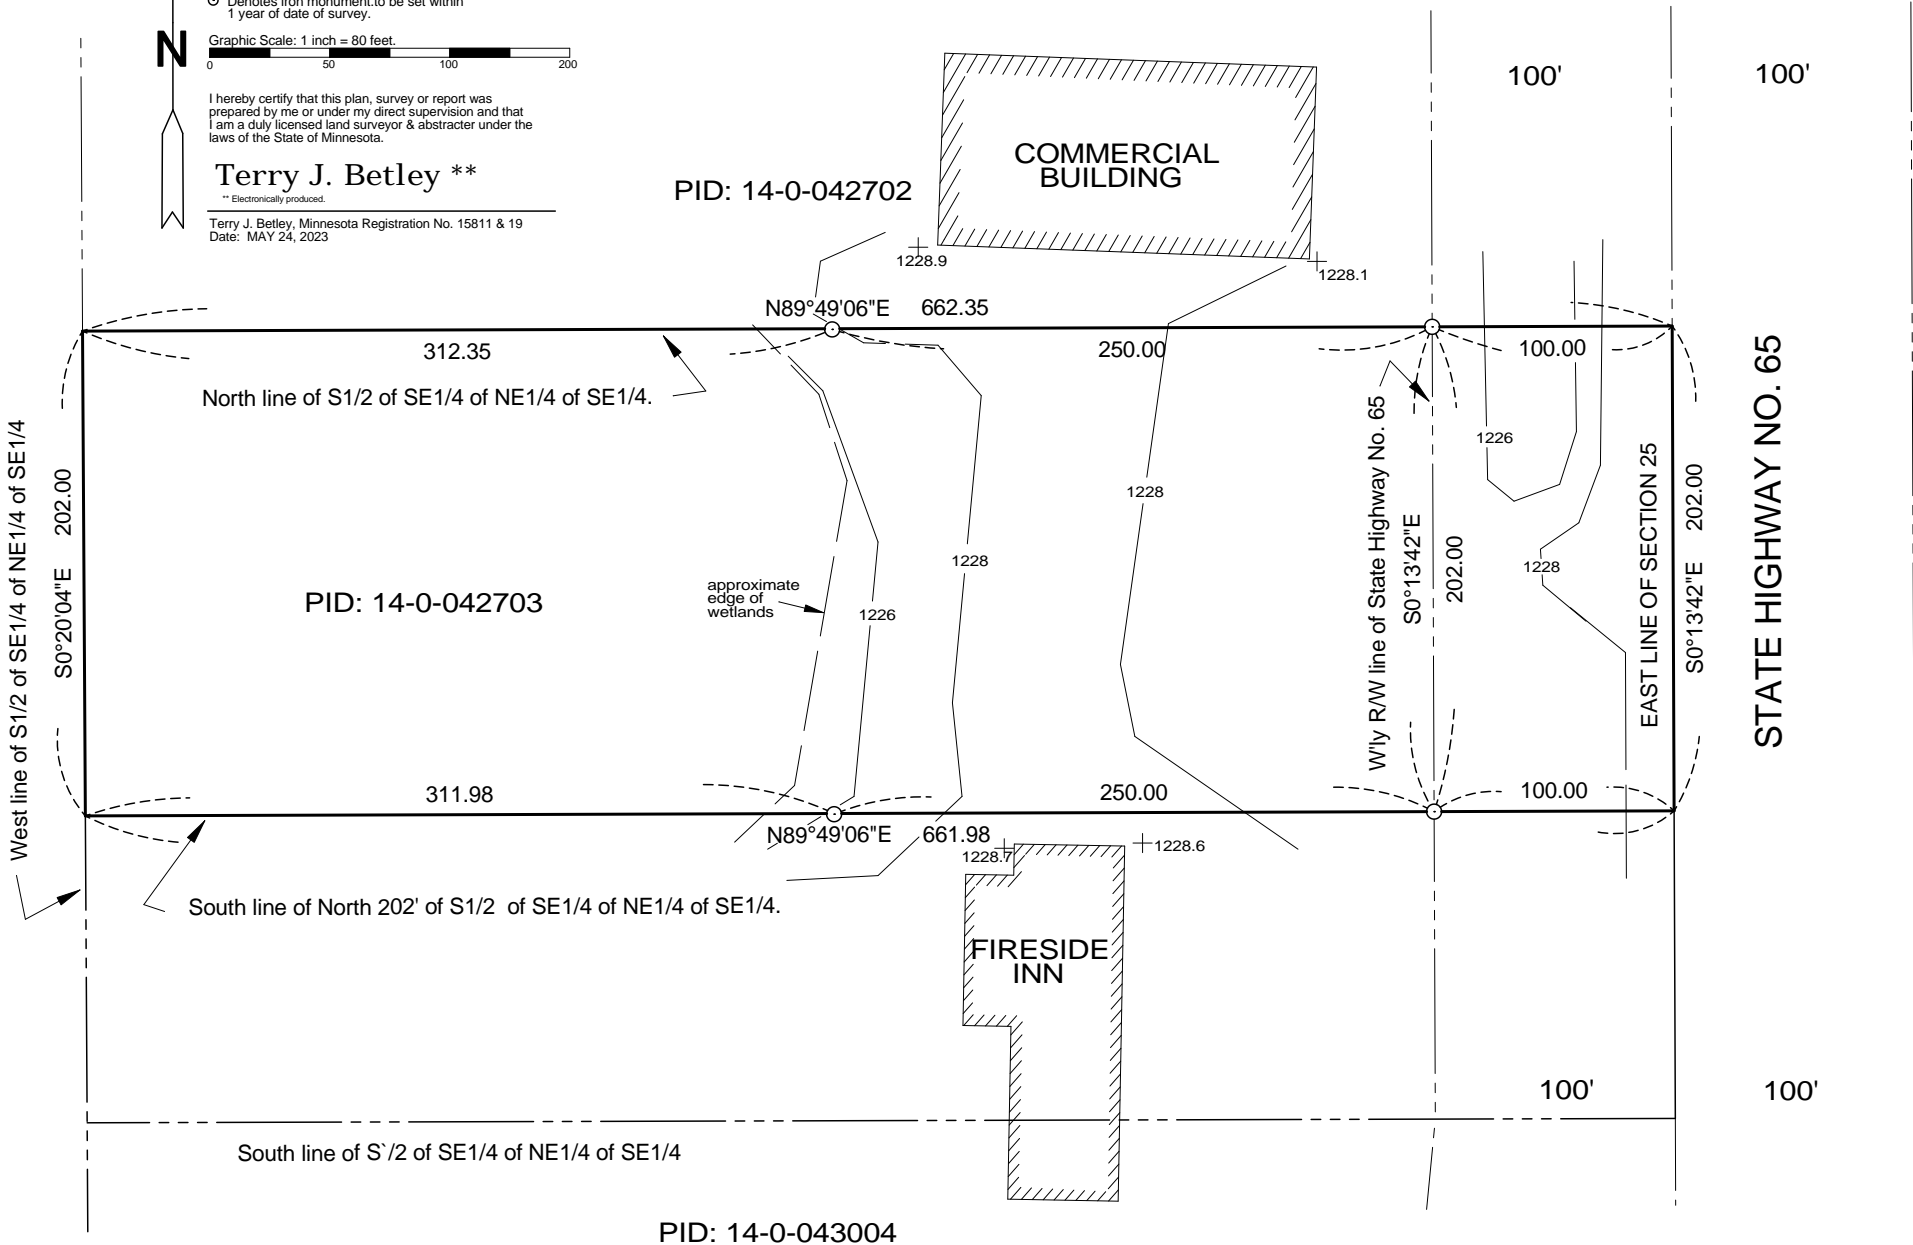 Denotes iron monument.to be set within
1 year of date of survey.
N
Graphic Scale: 1 inch = 80 feet.
0 50 100 200
I hereby certify that this plan, survey or report was
prepared by me or under my direct supervision and that
I am a duly licensed land surveyor & abstracter under the
laws of the State of Minnesota.
Terry J. Betley **
** Electronically produced.
Terry J. Betley, Minnesota Registration No. 15811 & 19
Date: MAY 24, 2023
PID: 14-0-042702
COMMERCIAL
BUILDING
100'
100'
1228.9
1228.1
N89°49'06"E 662.35
312.35
250.00
100.00
North line of S1/2 of SE1/4 of NE1/4 of SE1/4.
West line of S1/2 of SE1/4 of NE1/4 of SE1/4
S0°20'04"E 202.00
PID: 14-0-042703
approximate
edge of
wetlands
1226
1228
1228
W'ly R/W line of State Highway No. 65
S0°13'42"E
202.00
1226
1228
EAST LINE OF SECTION 25
S0°13'42"E 202.00
STATE HIGHWAY NO. 65
311.98
250.00
100.00
N89°49'06"E 661.98
1228.7
1228.6
South line of North 202' of S1/2 of SE1/4 of NE1/4 of SE1/4.
FIRESIDE
INN
100'
100'
South line of S`/2 of SE1/4 of NE1/4 of SE1/4
PID: 14-0-043004